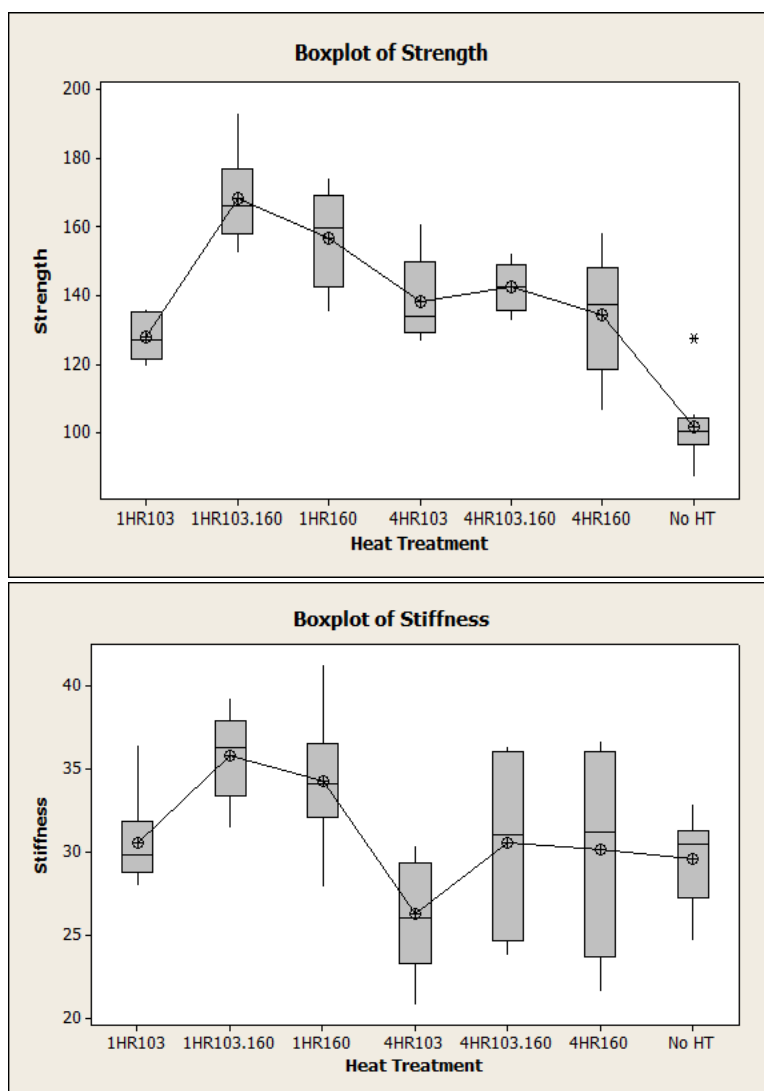 Boxplot of Strength
200
180
160
140
120
100
Strength
1HR103 1HR103.160 1HR160 4HR103 4HR103.160 4HR160 No HT
Heat Treatment
Boxplot of Stiffness
40
35
30
25
20
Stiffness
1HR103 1HR103.160 1HR160 4HR103 4HR103.160 4HR160 No HT
Heat Treatment